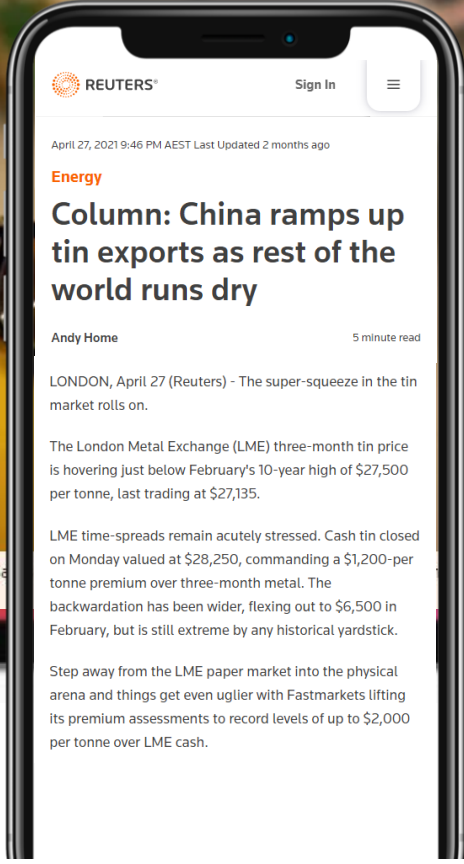 REUTERS®
Sign In
April 27, 2021 9:46 PM AEST Last Updated 2 months ago
Energy
Column: China ramps up
tin exports as rest of the
world runs dry
Andy Home
5 minute read
LONDON, April 27 (Reuters) - The super-squeeze in the tin
market rolls on.
The London Metal Exchange (LME) three-month tin price
is hovering just below February's 10-year high of $27,500
per tonne, last trading at $27,135.
LME time-spreads remain acutely stressed. Cash tin closed
on Monday valued at $28,250, commanding a $1,200-per
tonne premium over three-month metal. The
backwardation has been wider, flexing out to $6,500 in
February, but is still extreme by any historical yardstick.
Step away from the LME paper market into the physical
arena and things get even uglier with Fastmarkets lifting
its premium assessments to record levels of up to $2,000
per tonne over LME cash.